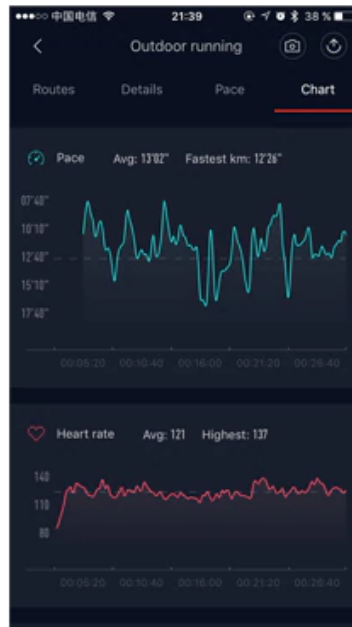 中国电信 21:39 38 %
Outdoor running
Routes Details Pace Chart
Pace Avg: 13'02" Fastest km: 12'26"
07'40"
10'10"
12'40"
15'10"
17'40"
00:05:20 00:10:40 00:16:00 00:21:20 00:26:40
Heart rate Avg: 121 Highest: 137
140
110
80
00:05:20 00:10:40 00:16:00 00:21:20 00:26:40